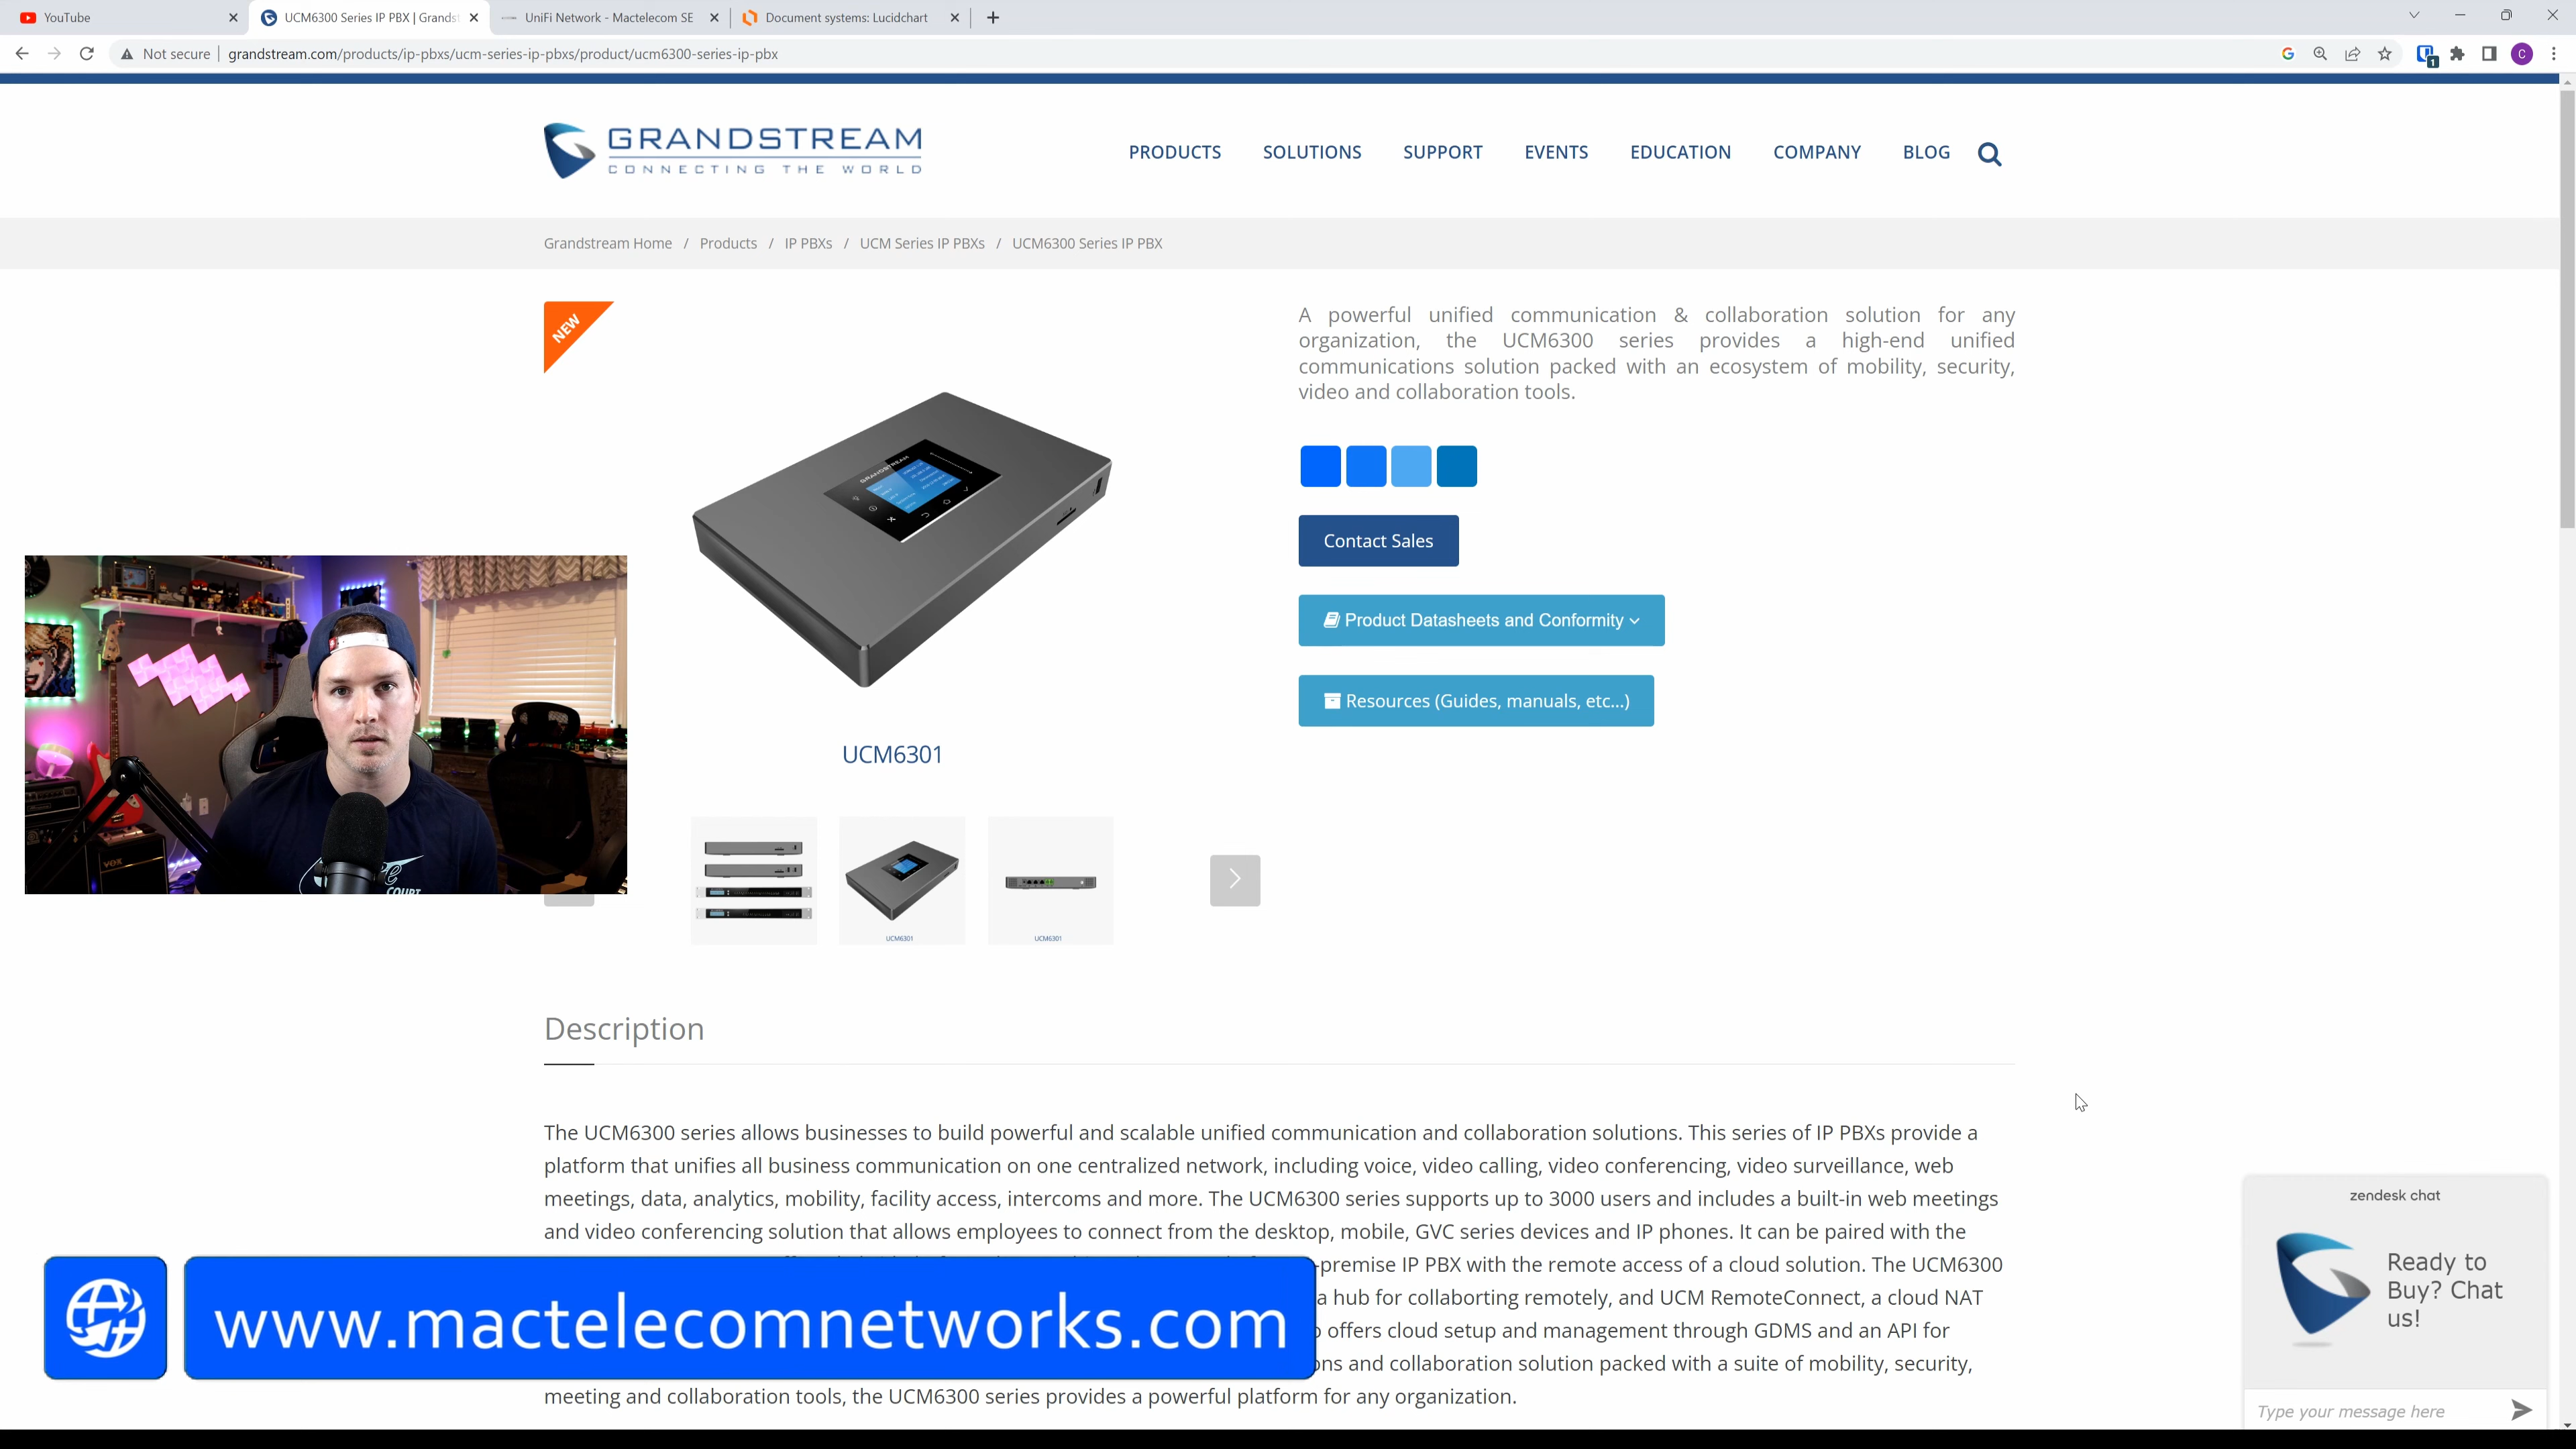 YouTube
UCM6300 Series IP PBX | Grandst
UniFi Network - Mactelecom SE
Document systems: Lucidchart
Not secure
grandstream.com/products/ip-pbxs/ucm-series-ip-pbxs/product/ucm6300-series-ip-pbx
1
C
GRANDSTREAM
CONNECTING THE WORLD
PRODUCTS
SOLUTIONS
SUPPORT
EVENTS
EDUCATION
COMPANY
BLOG
Grandstream Home / Products / IP PBXs / UCM Series IP PBXs / UCM6300 Series IP PBX
NEW
GRANDSTREAM
A powerful unified communication & collaboration solution for any
organization, the UCM6300 series provides a high-end unified
communications solution packed with an ecosystem of mobility, security,
video and collaboration tools.
Contact Sales
Product Datasheets and Conformity
Resources (Guides, manuals, etc...)
VOX
COURT
UCM6301
UCM6301
UCM6301
Description
The UCM6300 series allows businesses to build powerful and scalable unified communication and collaboration solutions. This series of IP PBXs provide a
platform that unifies all business communication on one centralized network, including voice, video calling, video conferencing, video surveillance, web
meetings, data, analytics, mobility, facility access, intercoms and more. The UCM6300 series supports up to 3000 users and includes a built-in web meetings
and video conferencing solution that allows employees to connect from the desktop, mobile, GVC series devices and IP phones. It can be paired with the
-premise IP PBX with the remote access of a cloud solution. The UCM6300
a hub for collaborting remotely, and UCM RemoteConnect, a cloud NAT
offers cloud setup and management through GDMS and an API for
and collaboration solution packed with a suite of mobility, security,
meeting and collaboration tools, the UCM6300 series provides a powerful platform for any organization.
www.mactelecomnetworks.com
zendesk chat
Ready to
Buy? Chat
us!
Type your message here